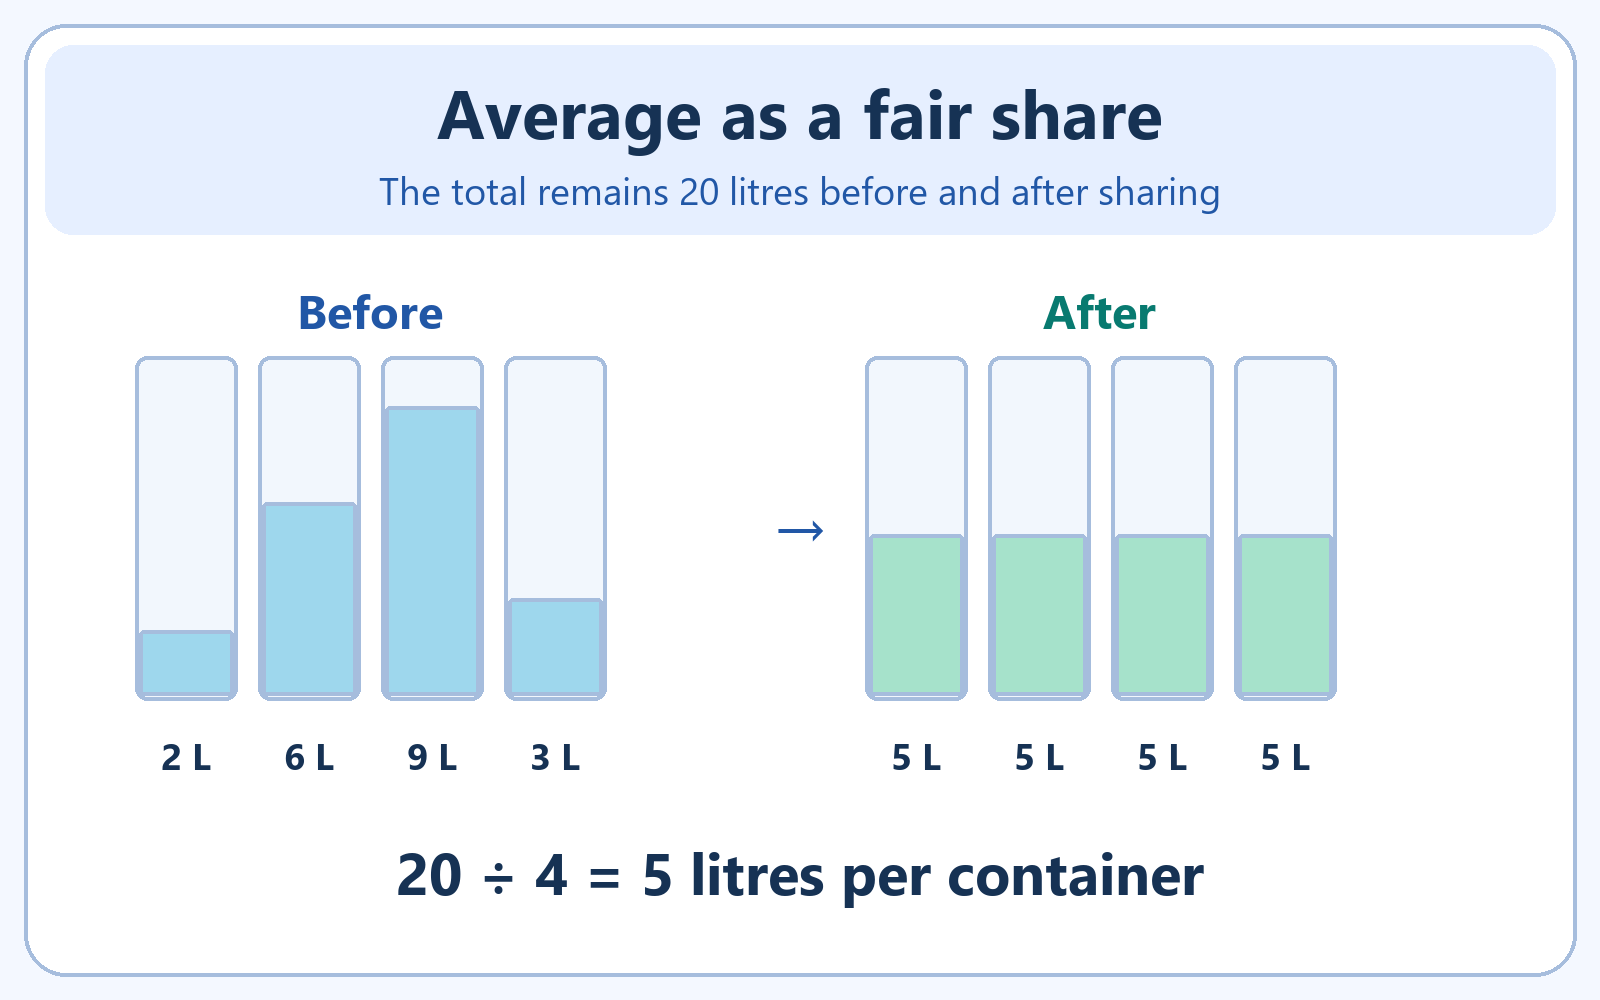 Average as a fair share
The total remains 20 litres before and after sharing
Before
After
→
2 L 6 L 9 L 3 L
5 L 5 L 5 L 5 L
20 ÷ 4 = 5 litres per container